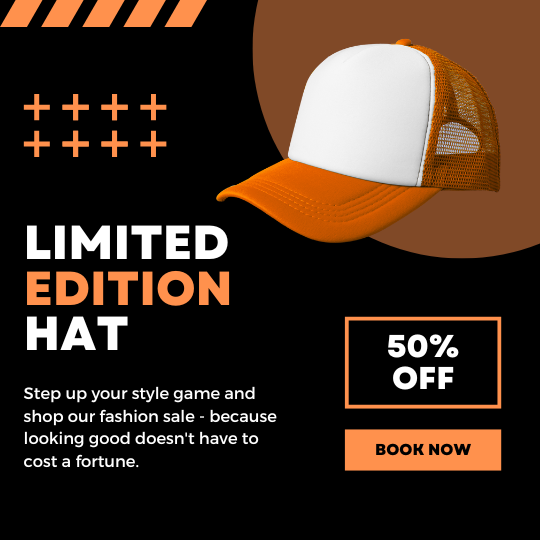 LIMITED
EDITION
HAT
Step up your style game and
shop our fashion sale - because
looking good doesn't have to
cost a fortune.
50%
OFF
BOOK NOW